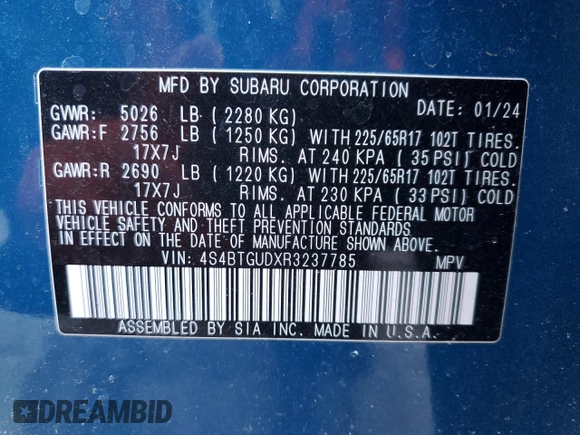 MFD BY SUBARU CORPORATION
GVWR: 5026 LB ( 2280 KG) DATE: 01/24
GAWR:F 2756 LB ( 1250 KG) WITH 225/65R17 102T TIRES.
17X7J RIMS. AT 240 KPA ( 35 PSI) COLD
GAWR:R 2690 LB ( 1220 KG) WITH 225/65R17 102T TIRES.
17X7J RIMS. AT 230 KPA ( 33 PSI) COLD
THIS VEHICLE CONFORMS TO ALL APPLICABLE FEDERAL MOTOR
VEHICLE SAFETY AND THEFT PREVENTION STANDARDS
IN EFFECT ON THE DATE OF MANUFACTURE SHOWN ABOVE.
VIN: 4S4BTGUDXR3237785 MPV
ASSEMBLED BY SIA INC. MADE IN U.S.A.
DREAMBID